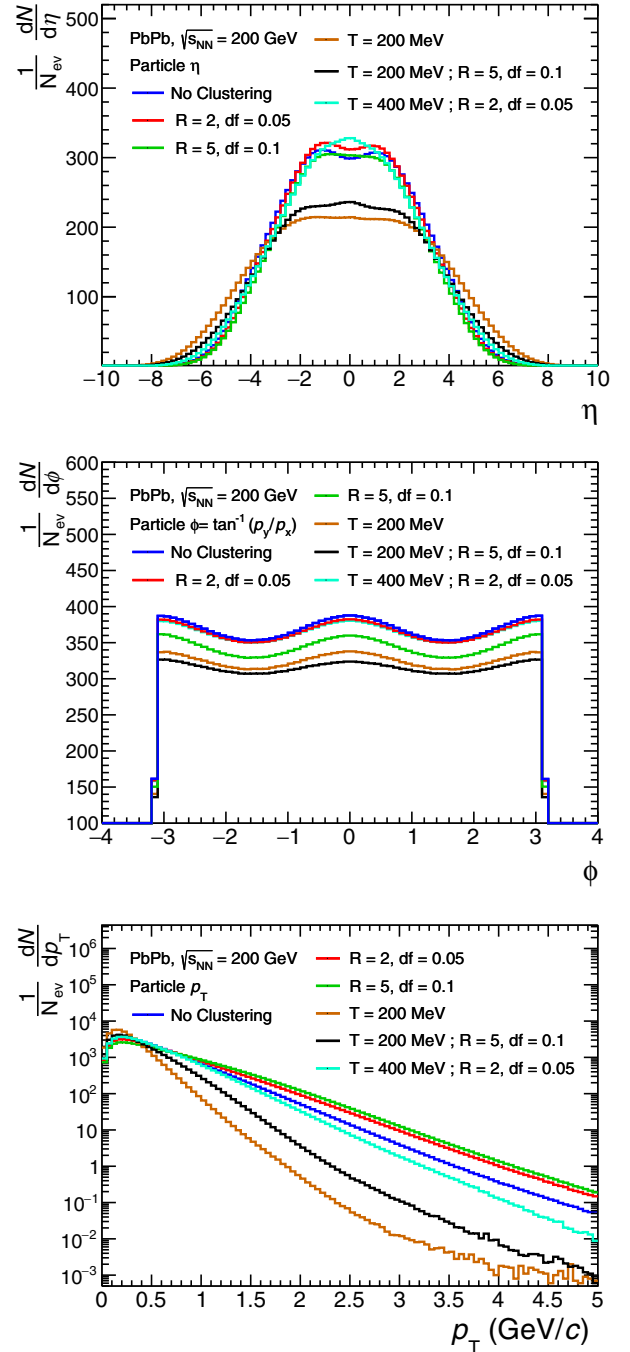 1/N_ev dN/dη
500
400
300
200
100
PbPb, √s_NN = 200 GeV
Particle η
No Clustering
R = 2, df = 0.05
R = 5, df = 0.1
T = 200 MeV
T = 200 MeV ; R = 5, df = 0.1
T = 400 MeV ; R = 2, df = 0.05
−10 −8 −6 −4 −2 0 2 4 6 8 10
η
1/N_ev dN/dϕ
600
550
500
450
400
350
300
250
200
150
100
PbPb, √s_NN = 200 GeV
Particle ϕ= tan⁻¹ (p_y/p_x)
No Clustering
R = 2, df = 0.05
R = 5, df = 0.1
T = 200 MeV
T = 200 MeV ; R = 5, df = 0.1
T = 400 MeV ; R = 2, df = 0.05
−4 −3 −2 −1 0 1 2 3 4
ϕ
1/N_ev dN/dp_T
10⁶
10⁵
10⁴
10³
10²
10
1
10⁻¹
10⁻²
10⁻³
PbPb, √s_NN = 200 GeV
Particle p_T
No Clustering
R = 2, df = 0.05
R = 5, df = 0.1
T = 200 MeV
T = 200 MeV ; R = 5, df = 0.1
T = 400 MeV ; R = 2, df = 0.05
0 0.5 1 1.5 2 2.5 3 3.5 4 4.5 5
p_T (GeV/c)